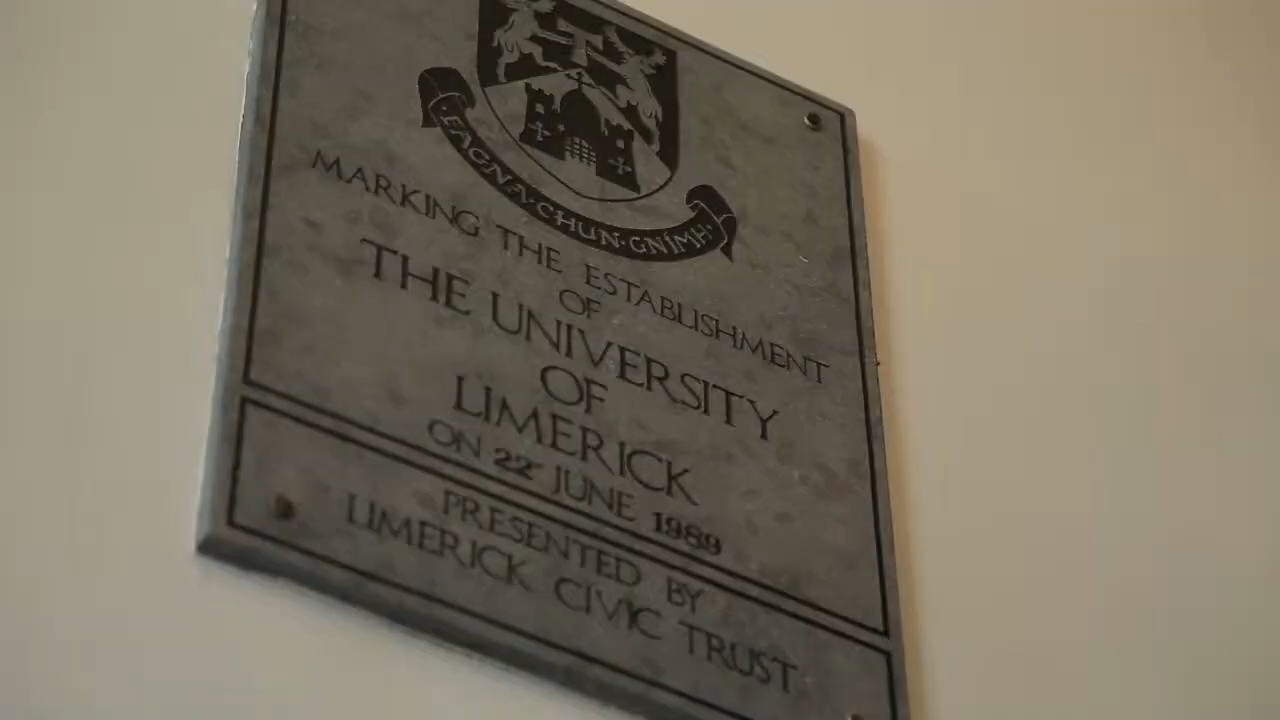 ·EAGNA·CHUN·GNÍMH·
MARKING THE ESTABLISHMENT
OF
THE UNIVERSITY
OF
LIMERICK
ON 22 JUNE 1989
PRESENTED BY
LIMERICK CIVIC TRUST